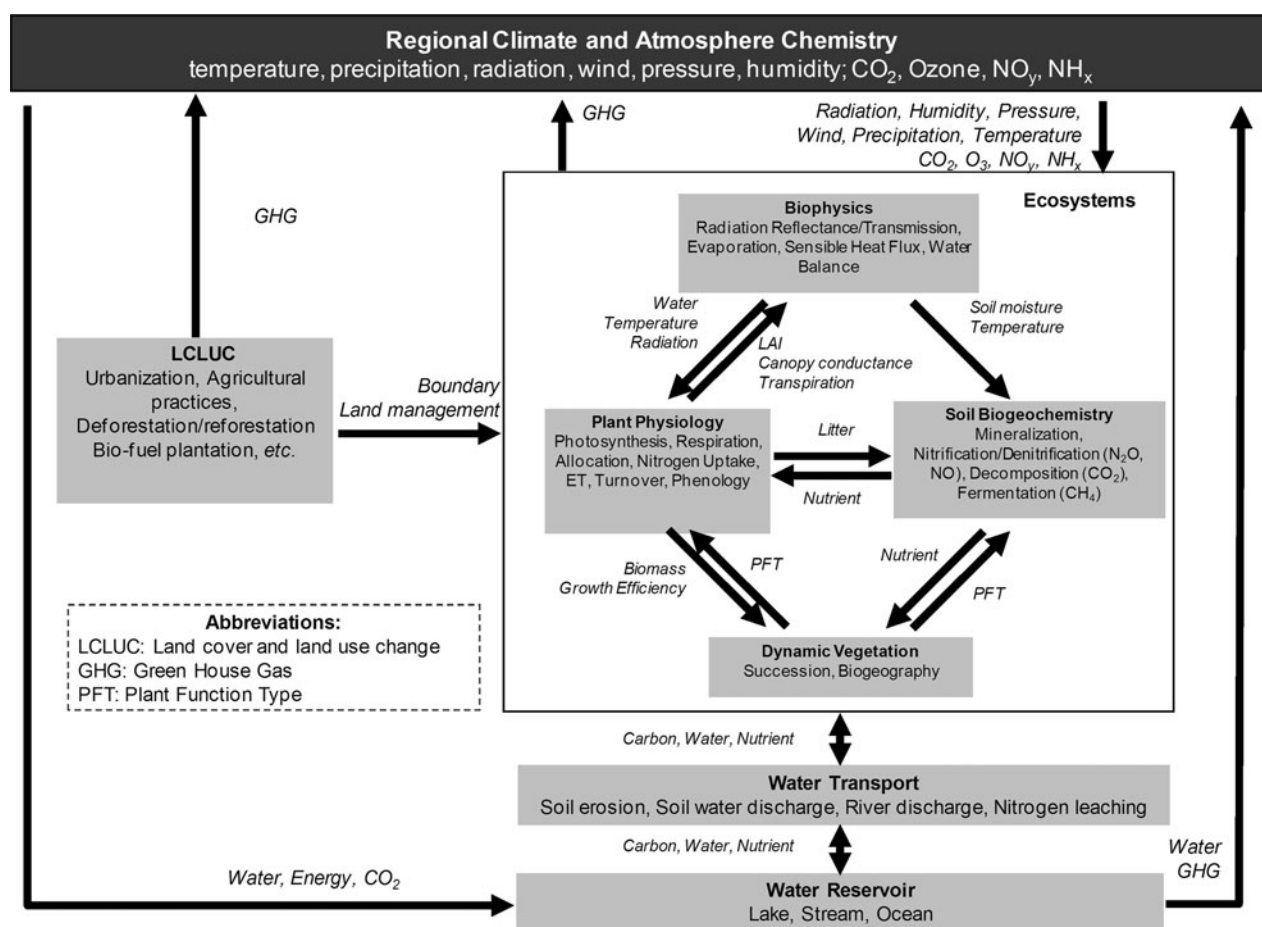 Regional Climate and Atmosphere Chemistry
temperature, precipitation, radiation, wind, pressure, humidity; CO₂, Ozone, NOy, NHx
GHG
GHG
Radiation, Humidity, Pressure,
Wind, Precipitation, Temperature
CO₂, O₃, NOy, NHx
Ecosystems
Biophysics
Radiation Reflectance/Transmission,
Evaporation, Sensible Heat Flux, Water
Balance
Water
Temperature
Radiation
LAI
Canopy conductance
Transpiration
Soil moisture
Temperature
LCLUC
Urbanization, Agricultural
practices,
Deforestation/reforestation
Bio-fuel plantation, etc.
Boundary
Land management
Plant Physiology
Photosynthesis, Respiration,
Allocation, Nitrogen Uptake,
ET, Turnover, Phenology
Litter
Nutrient
Soil Biogeochemistry
Mineralization,
Nitrification/Denitrification (N₂O,
NO), Decomposition (CO₂),
Fermentation (CH₄)
Biomass
Growth Efficiency
PFT
Nutrient
PFT
Dynamic Vegetation
Succession, Biogeography
Abbreviations:
LCLUC: Land cover and land use change
GHG: Green House Gas
PFT: Plant Function Type
Carbon, Water, Nutrient
Water Transport
Soil erosion, Soil water discharge, River discharge, Nitrogen leaching
Carbon, Water, Nutrient
Water
GHG
Water, Energy, CO₂
Water Reservoir
Lake, Stream, Ocean